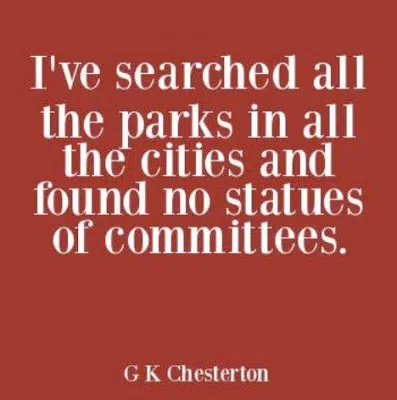 I've searched all
the parks in all
the cities and
found no statues
of committees.
G K Chesterton